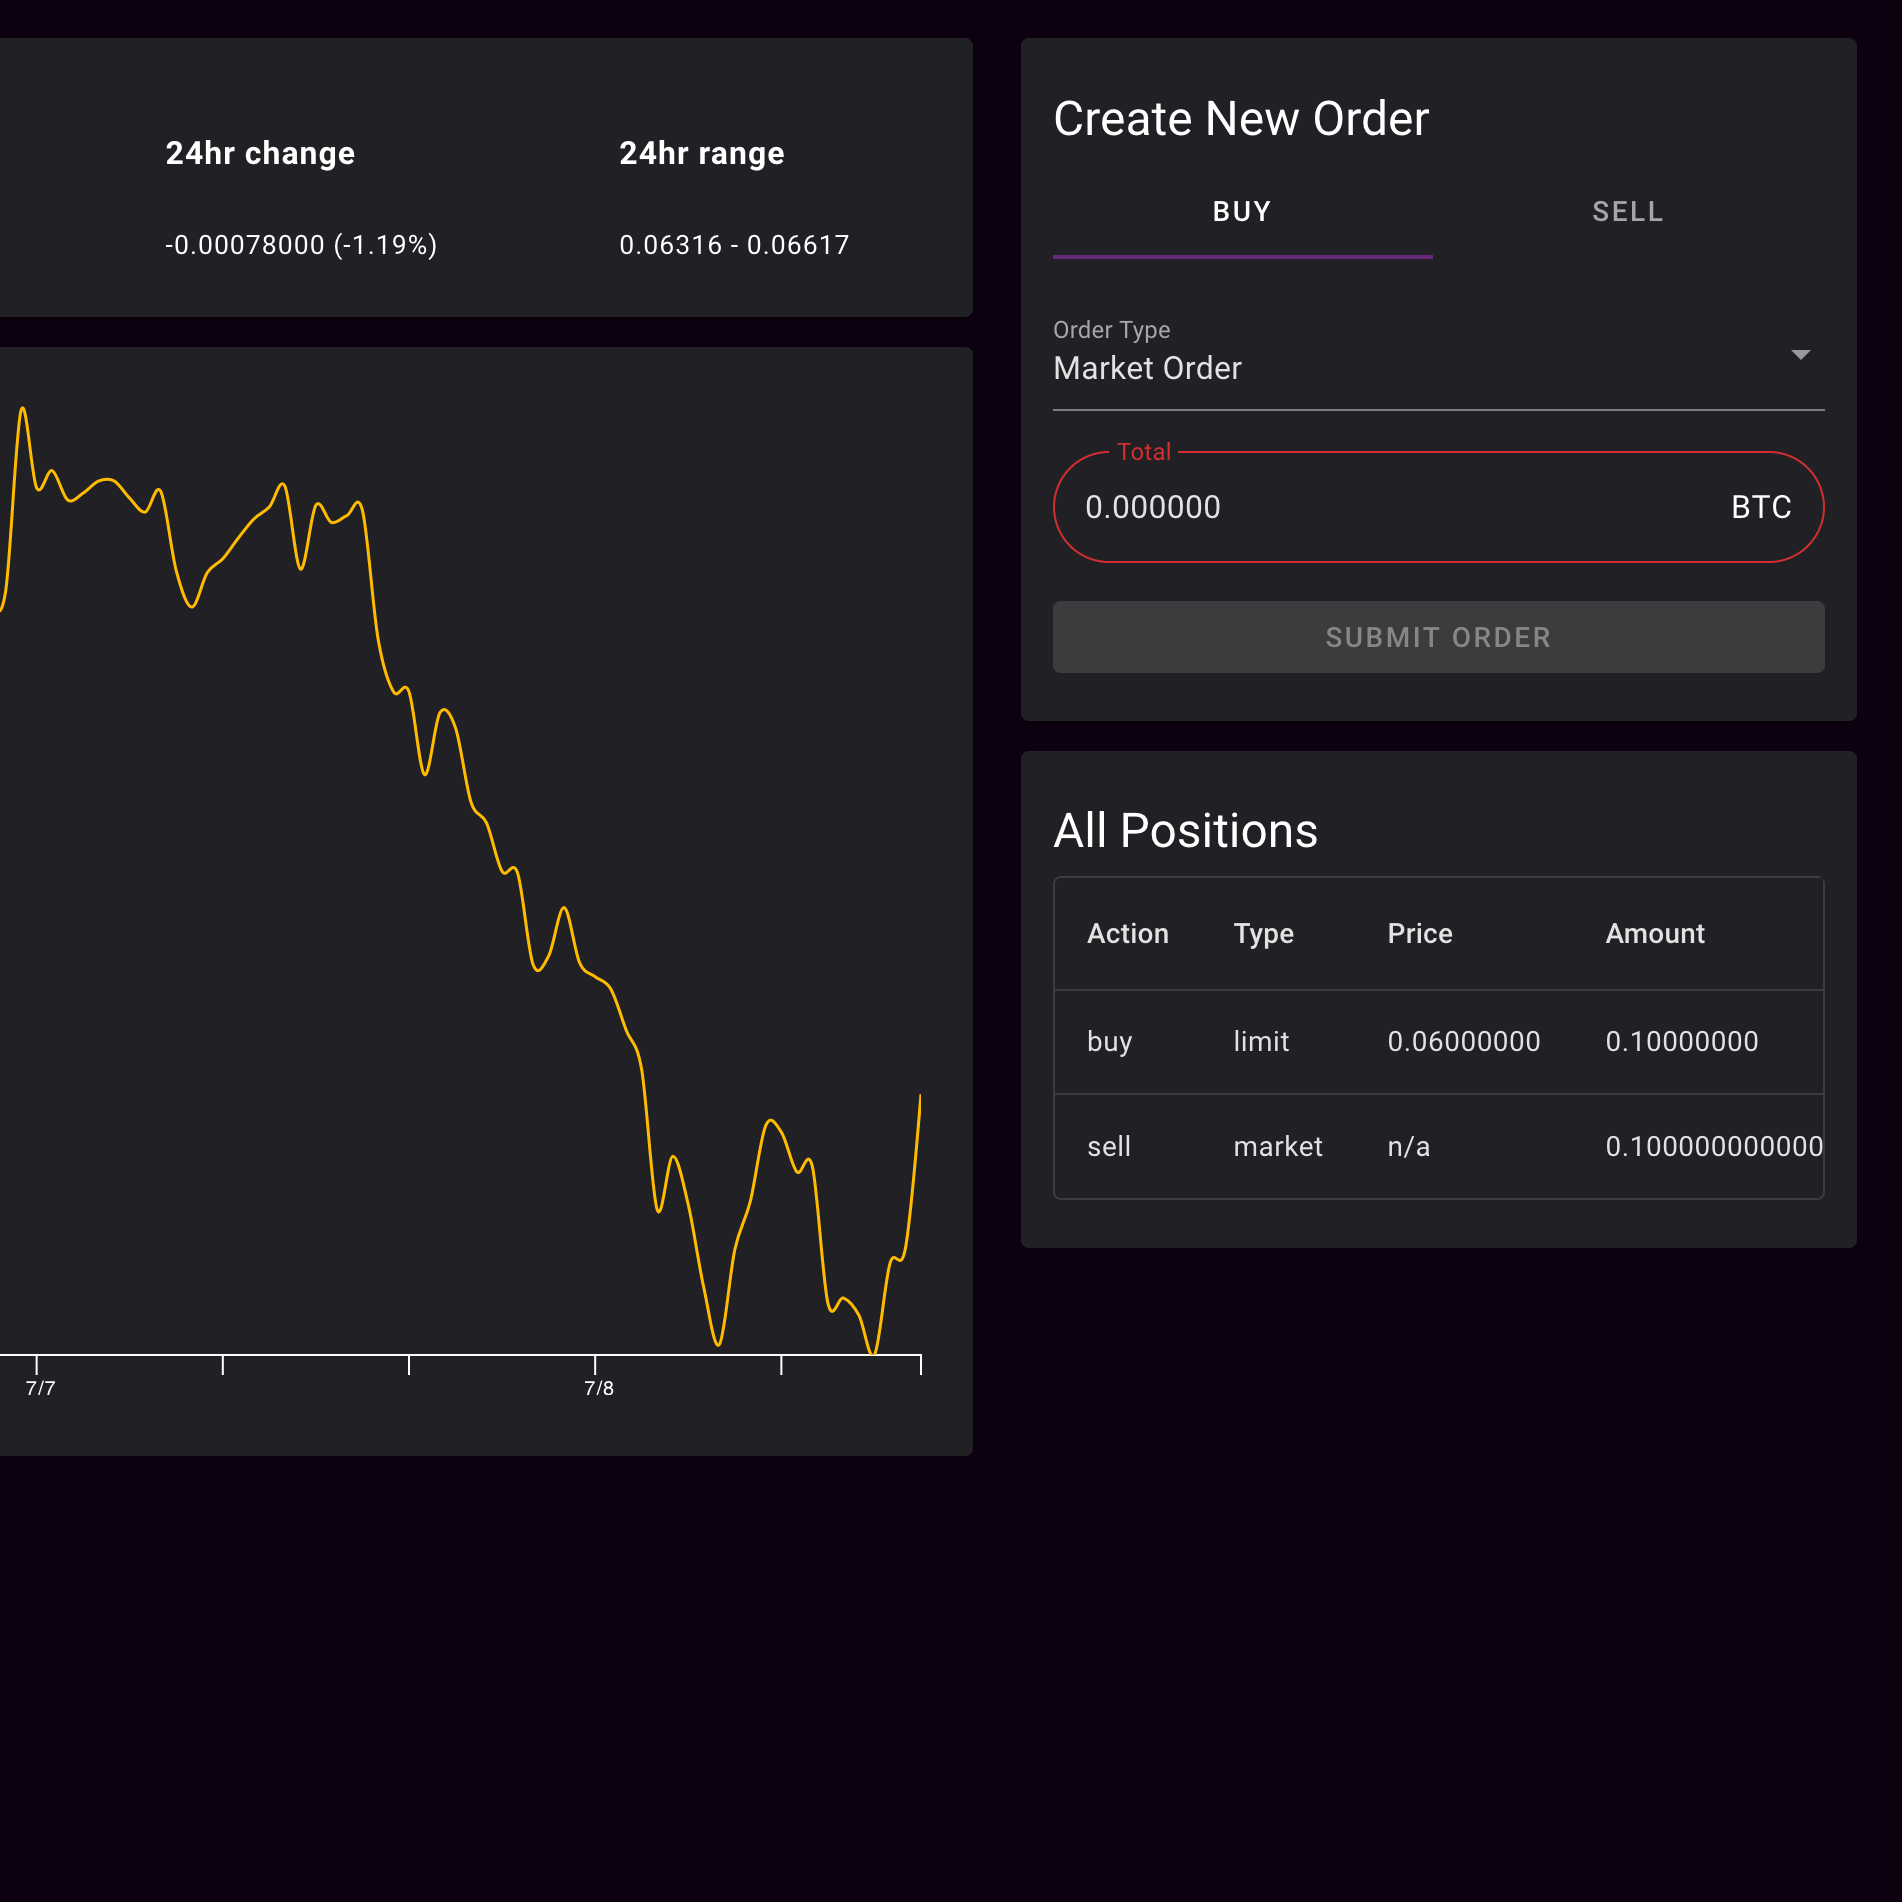 24hr change
24hr range
-0.00078000 (-1.19%)
0.06316 - 0.06617
7/7
7/8
Create New Order
BUY
SELL
Order Type
Market Order
Total
0.000000
BTC
SUBMIT ORDER
All Positions
Action Type Price Amount
buy limit 0.06000000 0.10000000
sell market n/a 0.100000000000